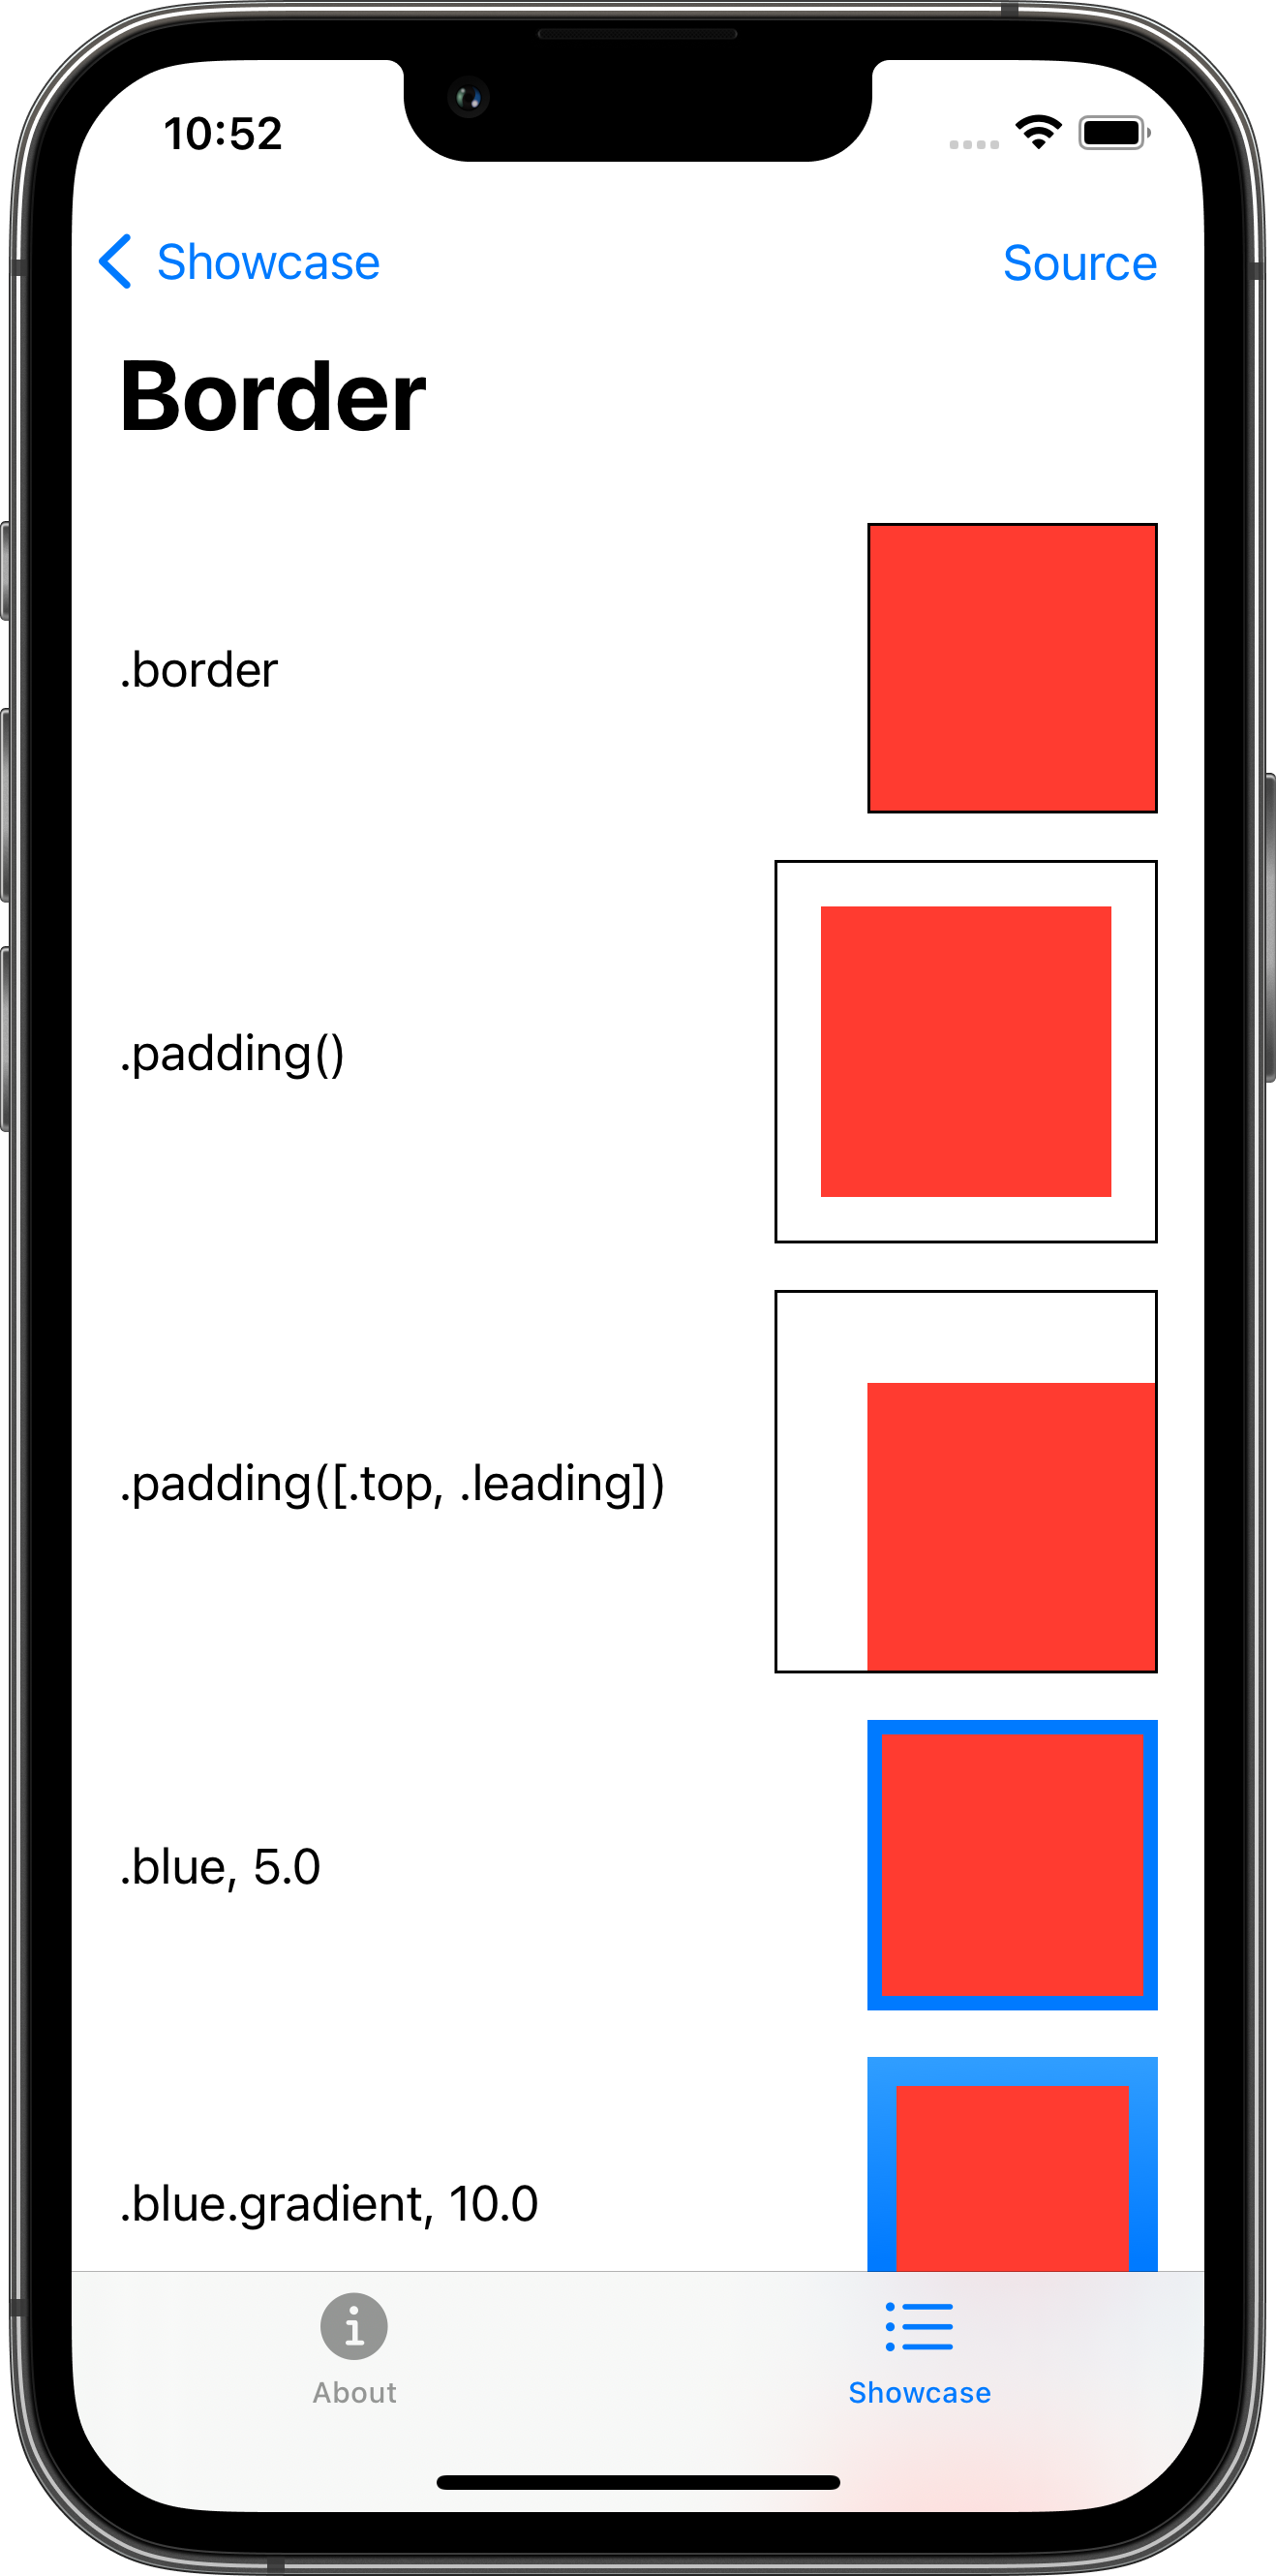 10:52
Showcase
Source
Border
.border
.padding()
.padding([.top, .leading])
.blue, 5.0
.blue.gradient, 10.0
About
Showcase